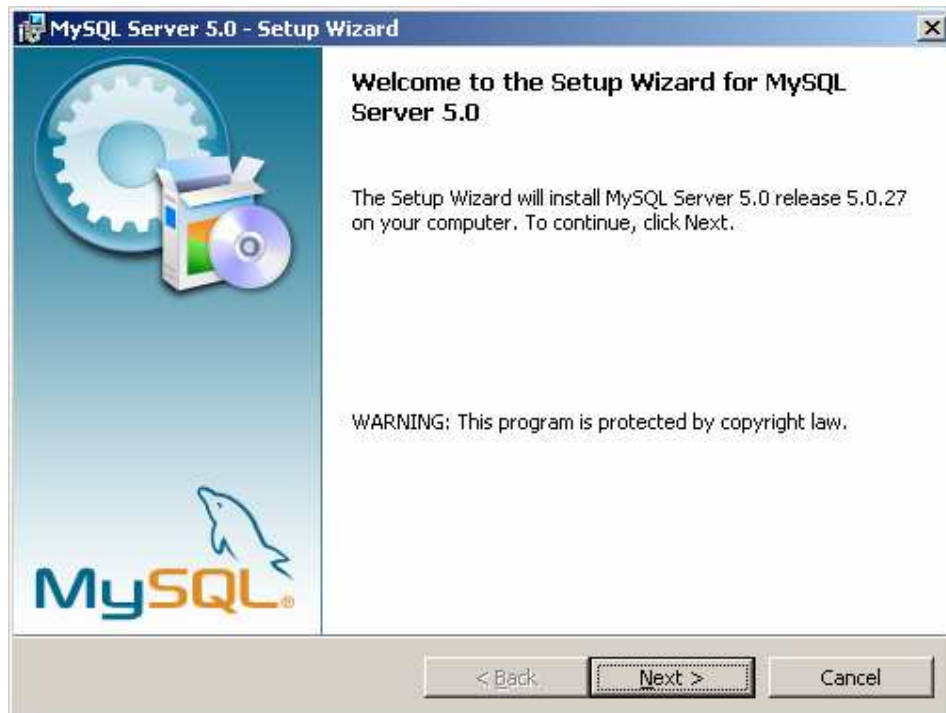 MySQL Server 5.0 - Setup Wizard
Welcome to the Setup Wizard for MySQL
Server 5.0
The Setup Wizard will install MySQL Server 5.0 release 5.0.27
on your computer. To continue, click Next.
WARNING: This program is protected by copyright law.
MySQL®
< Back
Next >
Cancel